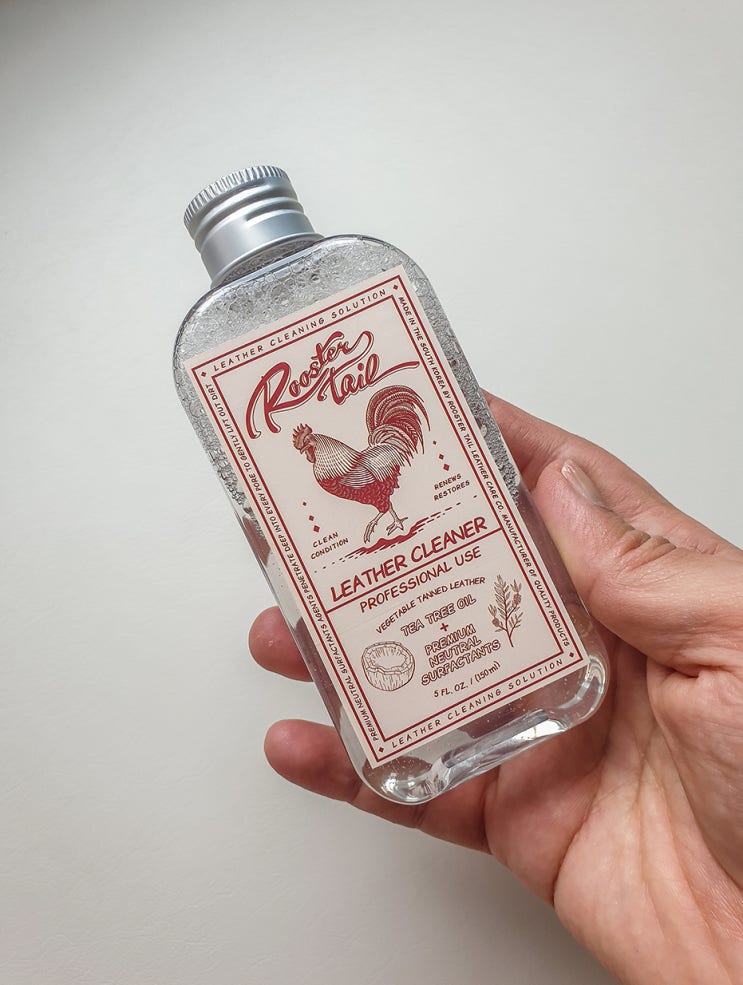 LEATHER CLEANING SOLUTION
MADE IN THE SOUTH KOREA BY ROOSTER TAIL LEATHER CARE CO. MANUFACTURER OF QUALITY PRODUCTS
PREMIUM NEUTRAL SURFACTANTS AGENTS PENETRATE DEEP INTO EVERY PORE TO GENTLY LIFT OUT DIRT
Rooster
tail
RENEWS
RESTORES
CLEAN
CONDITION
LEATHER CLEANER
PROFESSIONAL USE
VEGETABLE TANNED LEATHER
TEA TREE OIL
+
PREMIUM
NEUTRAL
SURFACTANTS
5 FL. OZ. / (150ml)
LEATHER CLEANING SOLUTION